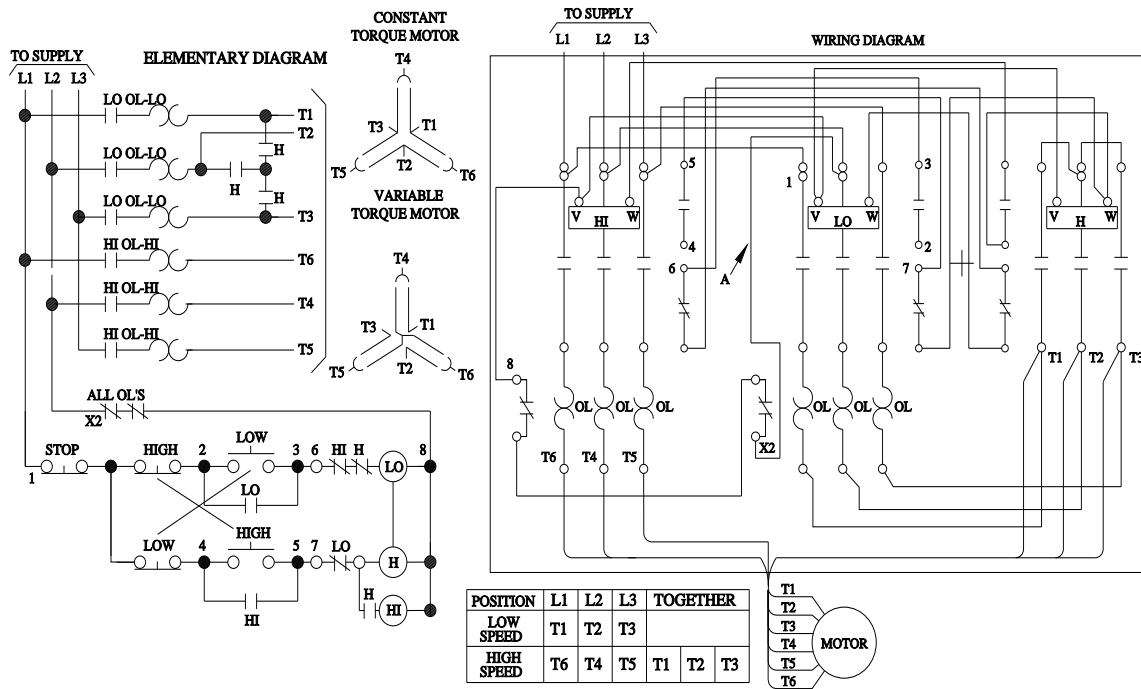 ELEMENTARY DIAGRAM
TO SUPPLY
L1 L2 L3
LO OL-LO
T1
T2
H
LO OL-LO
H
H
LO OL-LO
T3
HI OL-HI
T6
HI OL-HI
T4
HI OL-HI
T5
CONSTANT
TORQUE MOTOR
T4
T3 T1
T2
T5 T6
VARIABLE
TORQUE MOTOR
T4
T3 T1
T2
T5 T6
ALL OL'S
X2
STOP HIGH 2 LOW 3 6 HI H LO 8
1
LO
HIGH
LOW 4 5 7 LO H
HI
H HI
WIRING DIAGRAM
TO SUPPLY
L1 L2 L3
5 1 3
V W
HI
4
6
A
V W
LO
2
7
V W
H
8
OL OL OL
X2
OL OL OL
T1 T2 T3
T6 T4 T5
POSITION L1 L2 L3 TOGETHER
LOW
SPEED T1 T2 T3
HIGH
SPEED T6 T4 T5 T1 T2 T3
T1
T2
T3
T4
T5
T6
MOTOR